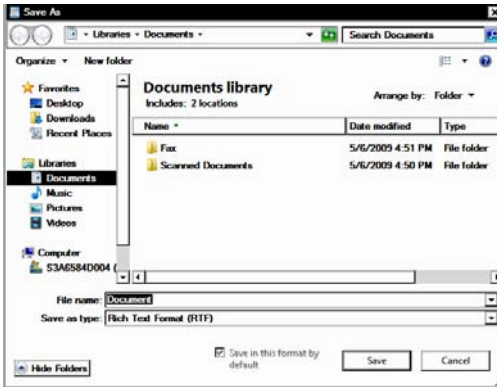 Save As
Libraries Documents
Search Documents
Organize New folder
Favorites
Desktop
Downloads
Recent Places
Libraries
Documents
Music
Pictures
Videos
Computer
S3A6584D004 (
Documents library
Includes: 2 locations
Arrange by: Folder
Name Date modified Type
Fax 5/6/2009 4:51 PM File folder
Scanned Documents 5/6/2009 4:50 PM File folder
File name: Document
Save as type: Rich Text Format (RTF)
Hide Folders
Save in this format by
default
Save
Cancel